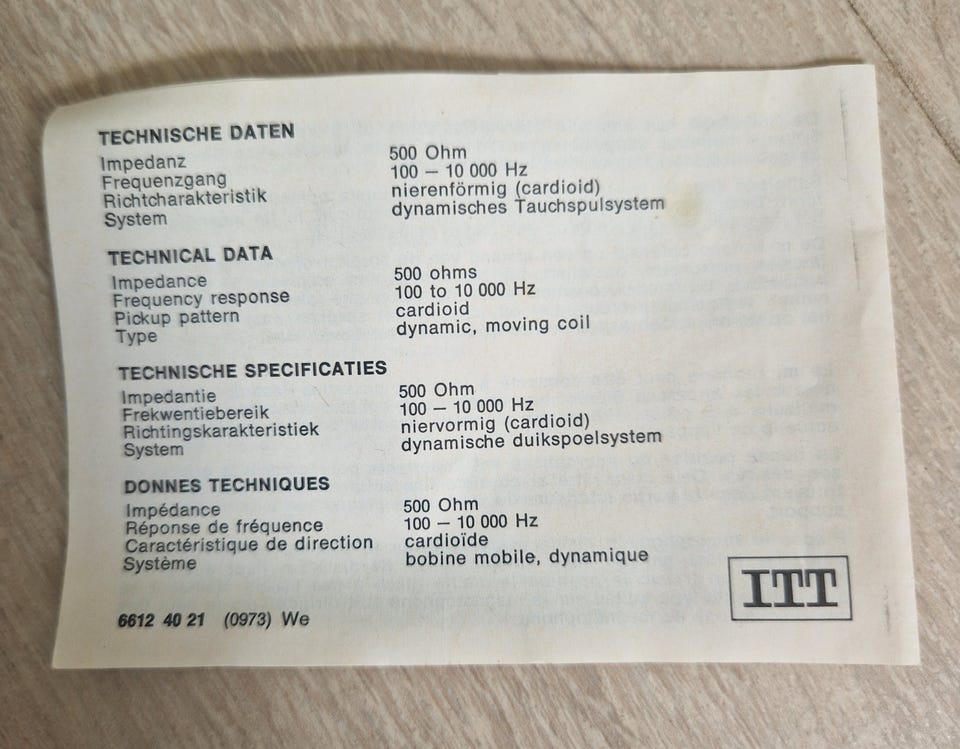 TECHNISCHE DATEN
Impedanz 500 Ohm
Frequenzgang 100 — 10 000 Hz
Richtcharakteristik nierenförmig (cardioid)
System dynamisches Tauchspulsystem
TECHNICAL DATA
Impedance 500 ohms
Frequency response 100 to 10 000 Hz
Pickup pattern cardioid
Type dynamic, moving coil
TECHNISCHE SPECIFICATIES
Impedantie 500 Ohm
Frekwentiebereik 100 — 10 000 Hz
Richtingskarakteristiek niervormig (cardioid)
System dynamische duikspoelsystem
DONNES TECHNIQUES
Impédance 500 Ohm
Réponse de fréquence 100 — 10 000 Hz
Caractéristique de direction cardioïde
Système bobine mobile, dynamique
ITT
6612 40 21 (0973) We